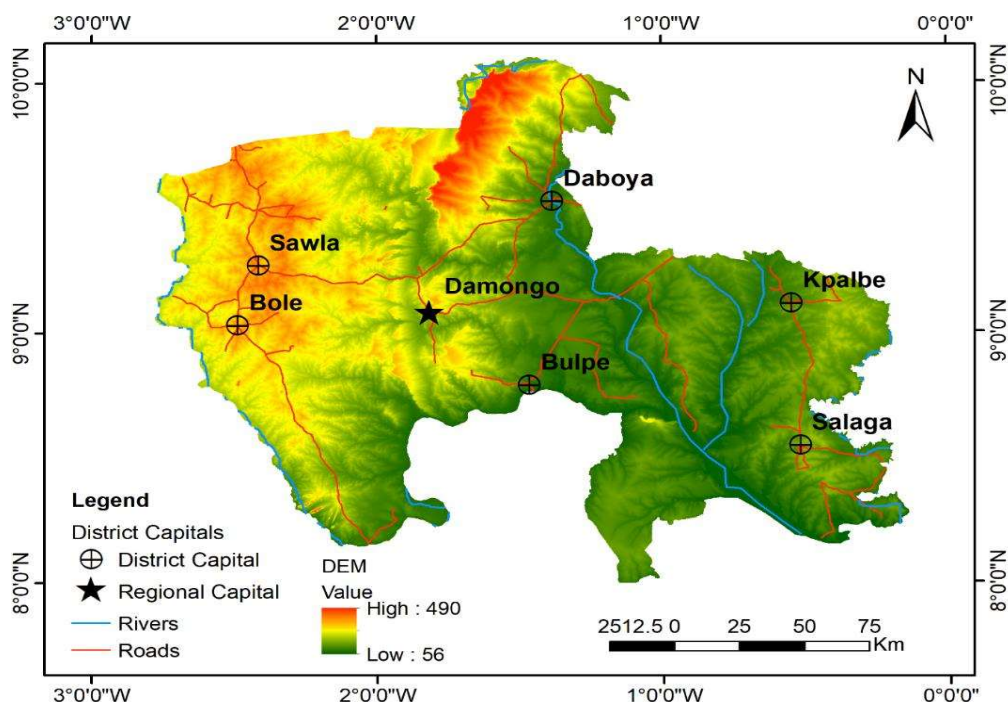 3°0'0"W 2°0'0"W 1°0'0"W 0°0'0"
10°0'0"N
10°0'0"N
N
Daboya
Sawla
Kpalbe
Damongo
Bole
9°0'0"N
9°0'0"N
Bulpe
Salaga
Legend
District Capitals
District Capital
Regional Capital
Rivers
Roads
DEM
Value
High : 490
Low : 56
2512.5 0 25 50 75
Km
8°0'0"N
8°0'0"N
3°0'0"W 2°0'0"W 1°0'0"W 0°0'0"